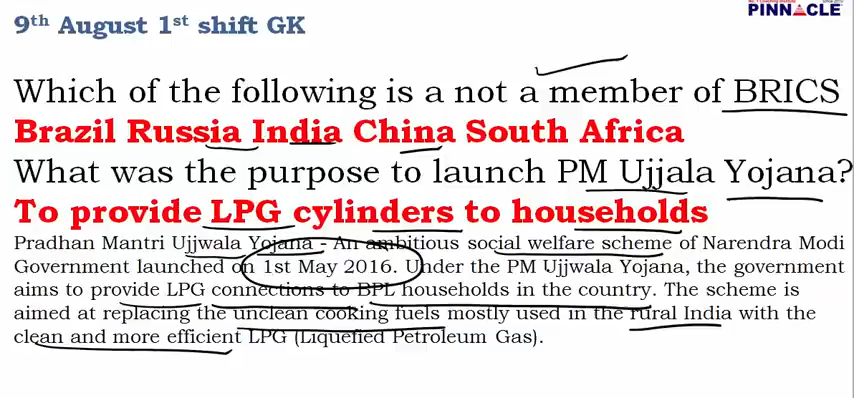 PINNACLE
9th August 1st shift GK
Which of the following is a not a member of BRICS
Brazil Russia India China South Africa
What was the purpose to launch PM Ujjala Yojana?
To provide LPG cylinders to households
Pradhan Mantri Ujjwala Yojana - An ambitious social welfare scheme of Narendra Modi
Government launched on 1st May 2016. Under the PM Ujjwala Yojana, the government
aims to provide LPG connections to BPL households in the country. The scheme is
aimed at replacing the unclean cooking fuels mostly used in the rural India with the
clean and more efficient LPG (Liquefied Petroleum Gas).